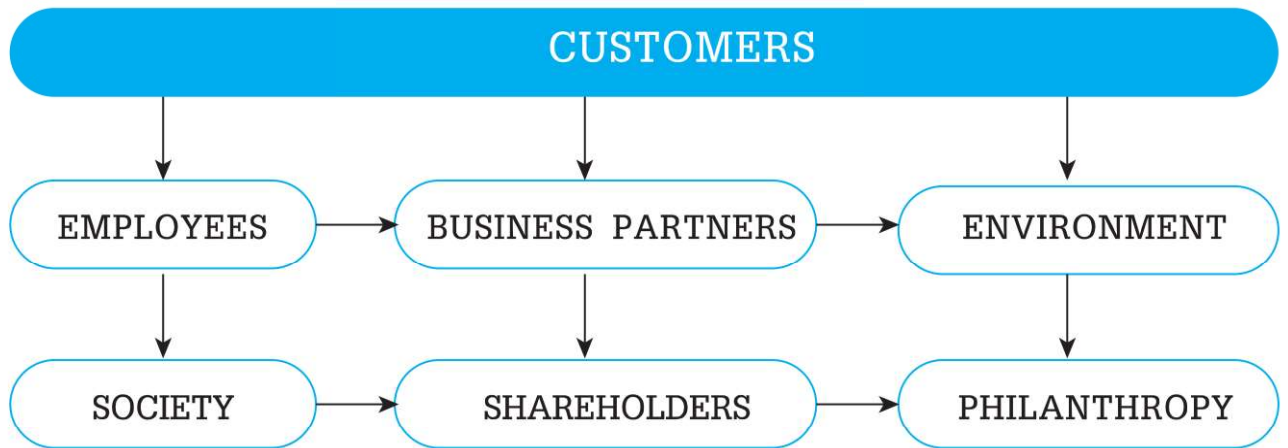 CUSTOMERS
EMPLOYEES
BUSINESS PARTNERS
ENVIRONMENT
SOCIETY
SHAREHOLDERS
PHILANTHROPY